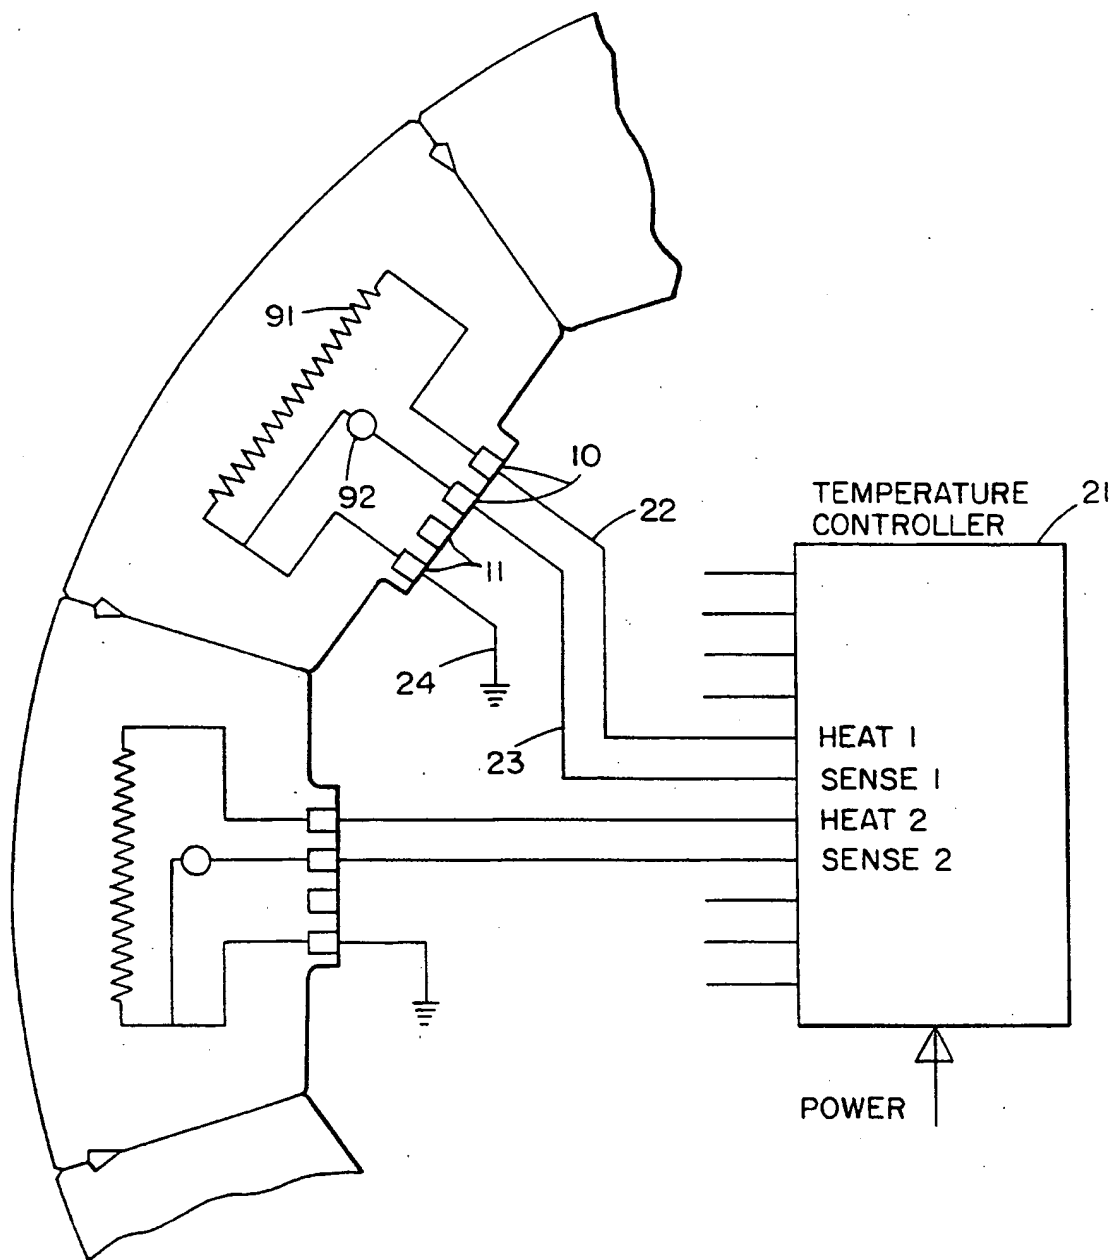 91
92
10
11
22
TEMPERATURE
CONTROLLER
21
24
23
HEAT 1
SENSE 1
HEAT 2
SENSE 2
POWER